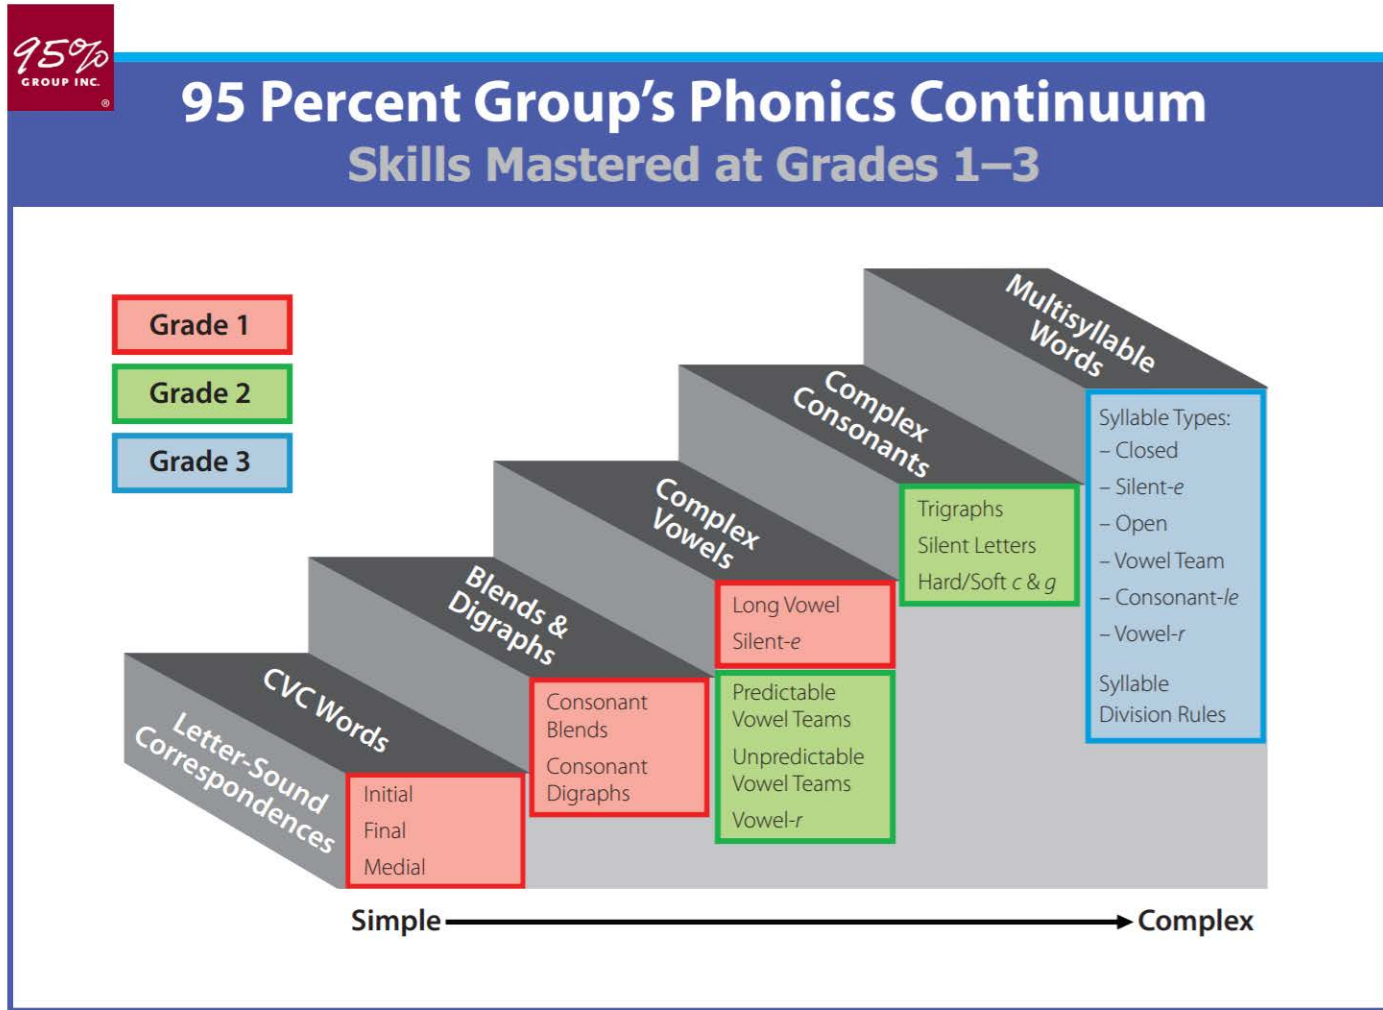 95%
GROUP INC.
®
95 Percent Group's Phonics Continuum
Skills Mastered at Grades 1–3
Grade 1
Grade 2
Grade 3
Letter-Sound
Correspondences
CVC Words
Initial
Final
Medial
Blends &
Digraphs
Consonant
Blends
Consonant
Digraphs
Complex
Vowels
Long Vowel
Silent-e
Predictable
Vowel Teams
Unpredictable
Vowel Teams
Vowel-r
Complex
Consonants
Trigraphs
Silent Letters
Hard/Soft c & g
Multisyllable
Words
Syllable Types:
– Closed
– Silent-e
– Open
– Vowel Team
– Consonant-le
– Vowel-r
Syllable
Division Rules
Simple
Complex